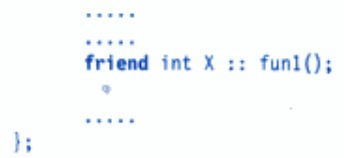 .....
.....
friend int X :: fun1();
.....
};